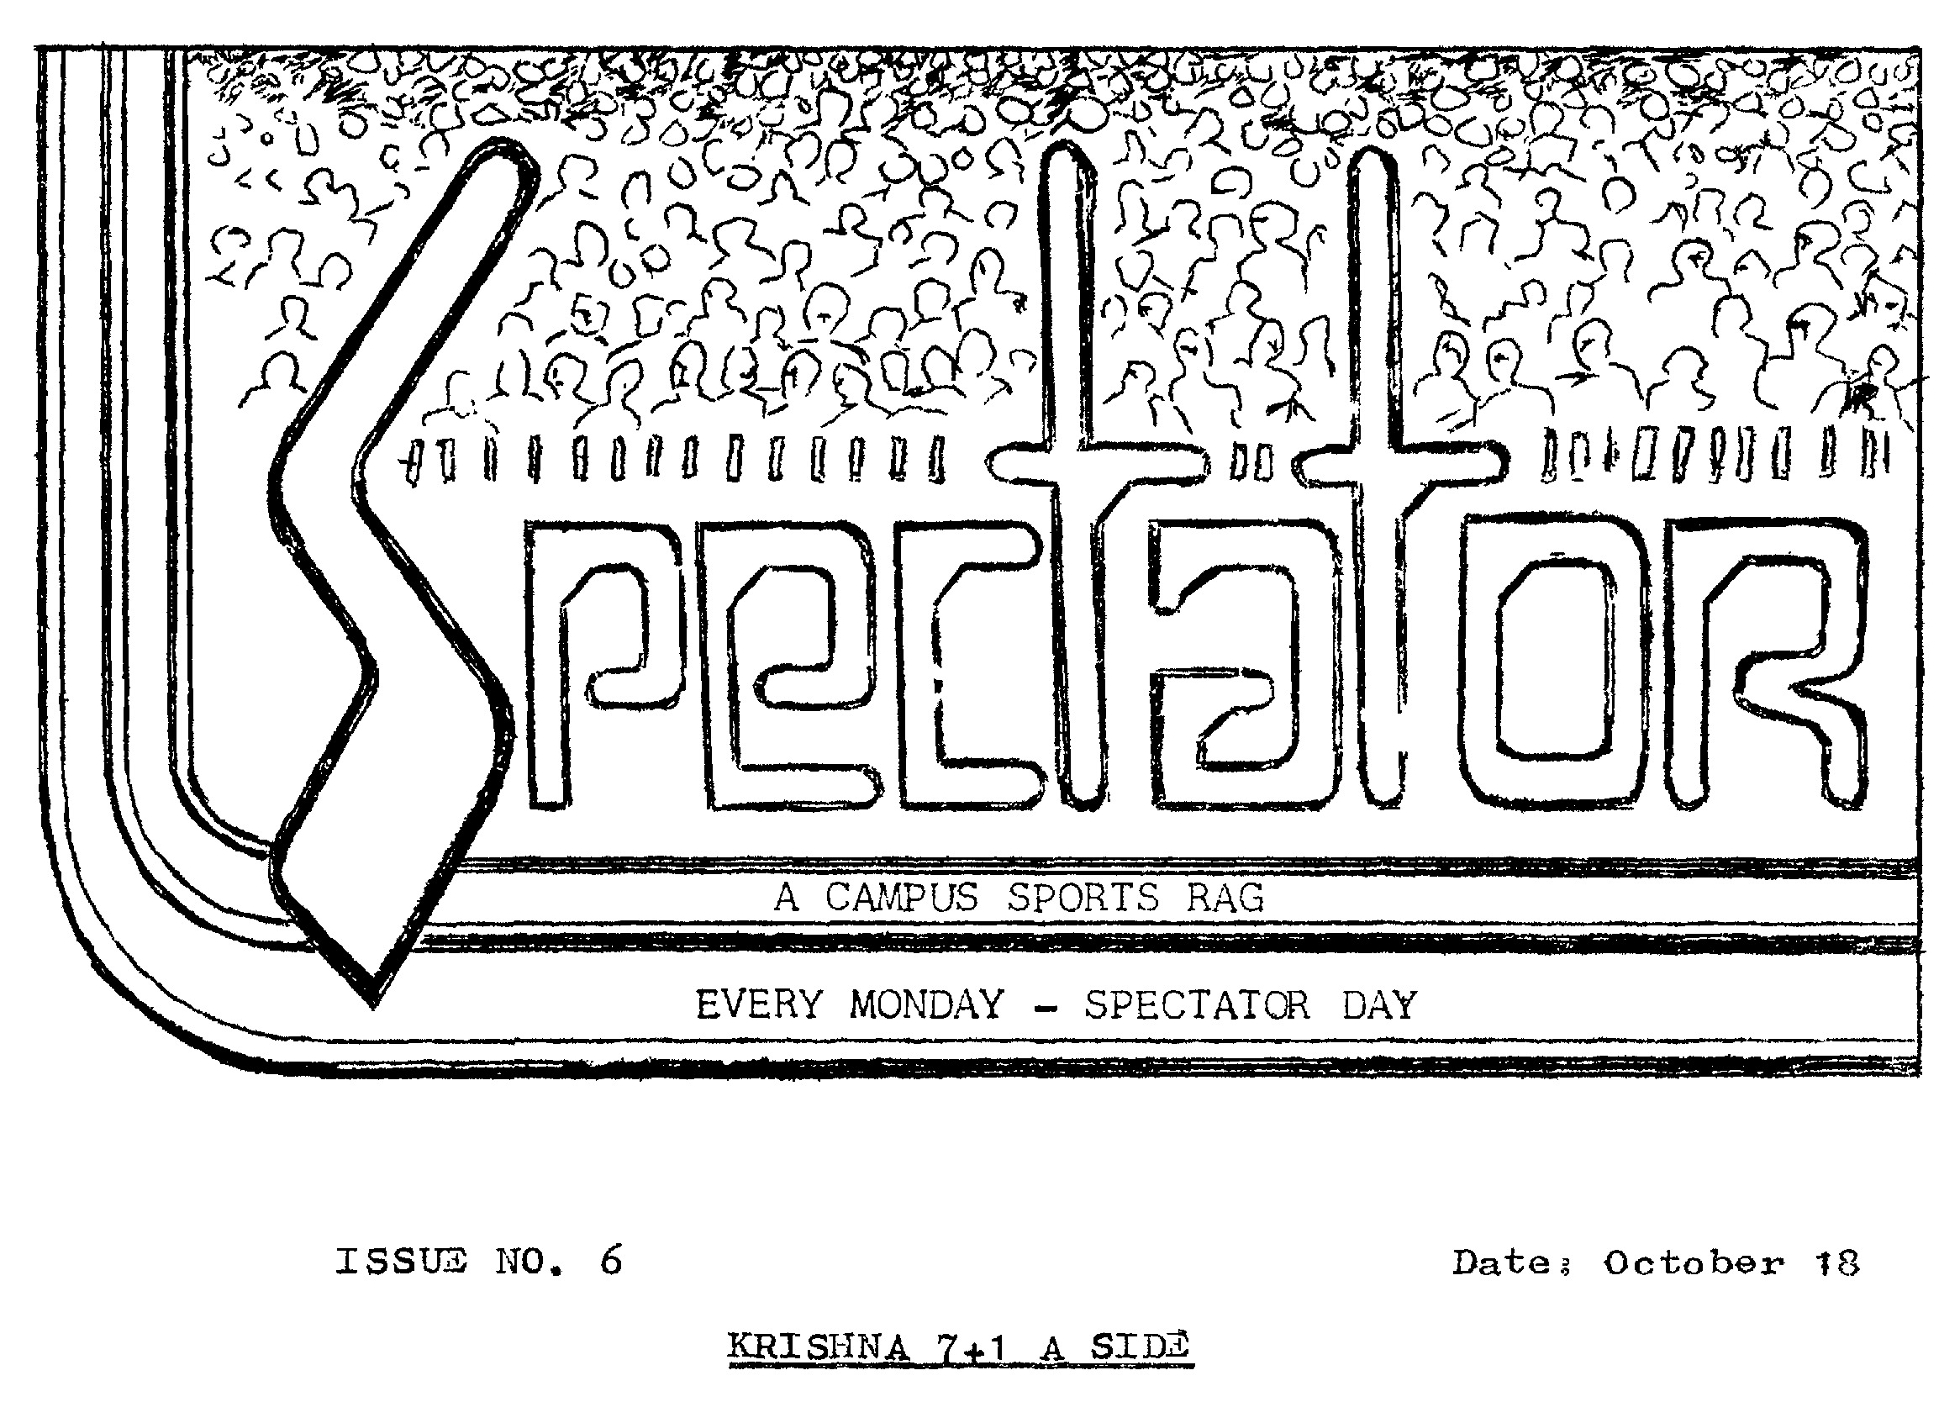 Spectator
A CAMPUS SPORTS RAG
EVERY MONDAY - SPECTATOR DAY
ISSUE NO. 6 Date: October 18
KRISHNA 7+1 A SIDE